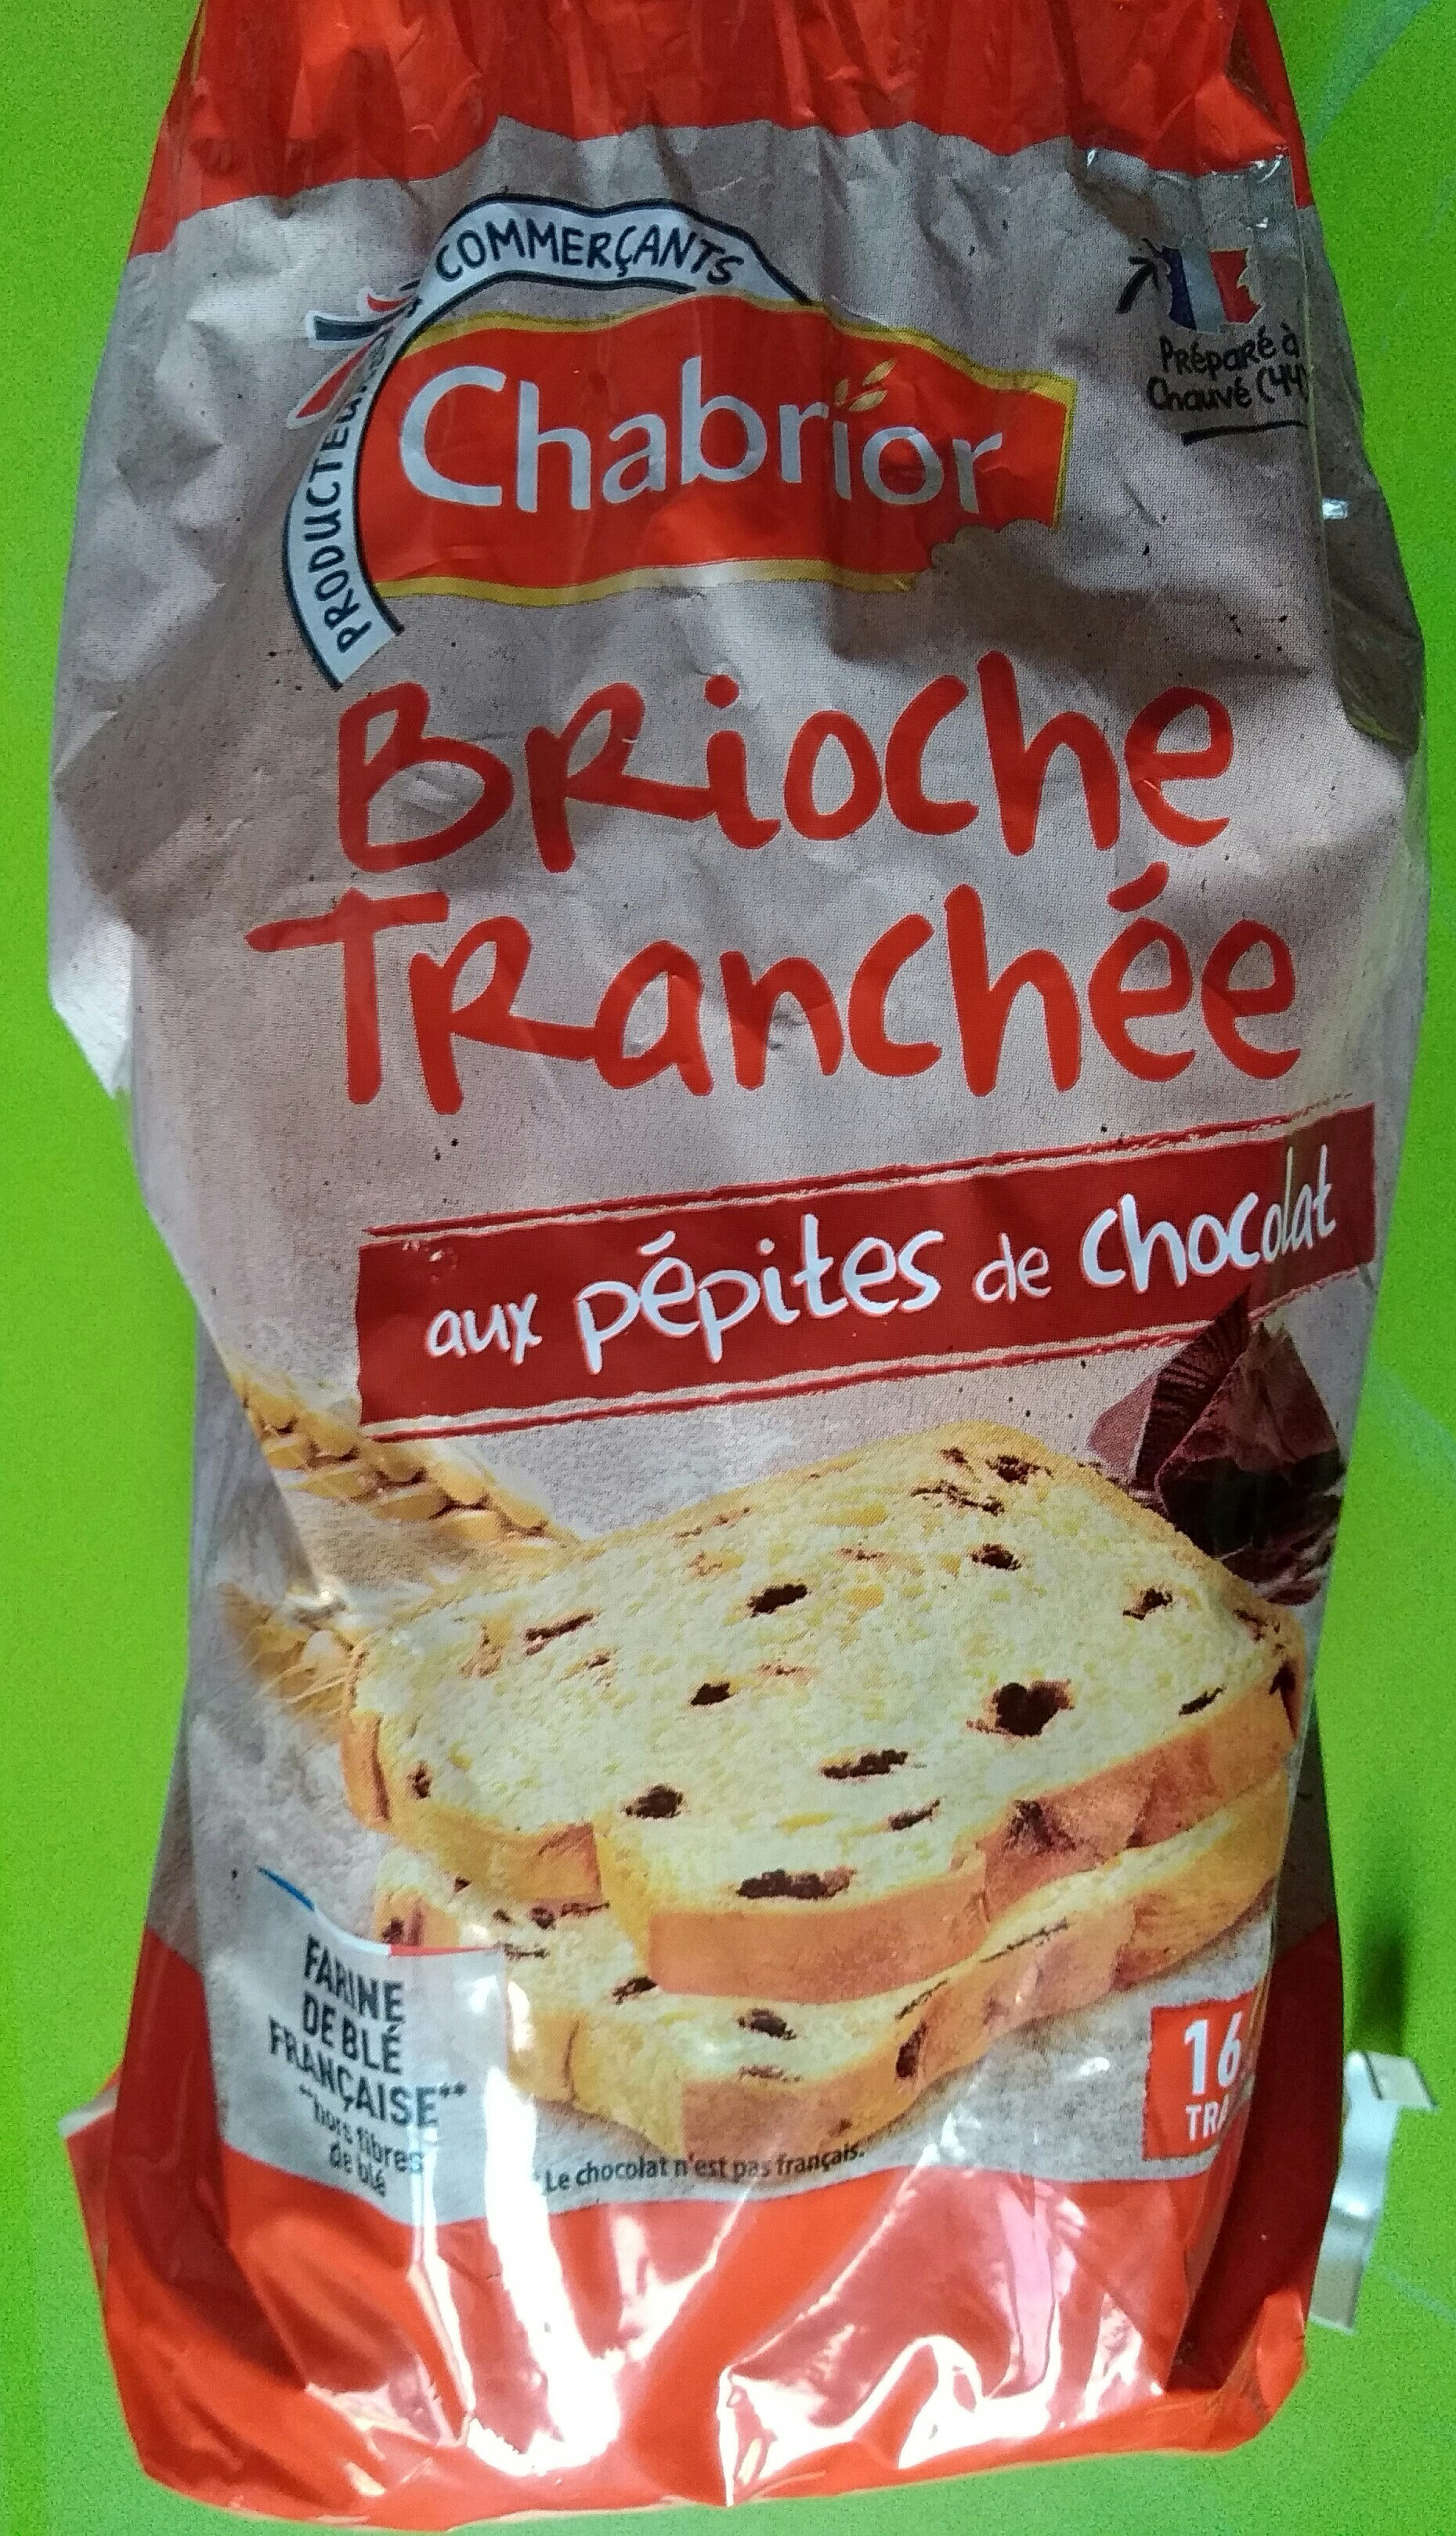 PRODUCTEURS & COMMERÇANTS
Chabrior
Préparé à
Chauvé (44)
Brioche
Tranchée
aux pépites de chocolat
FARINE
DE BLÉ
FRANÇAISE**
**hors fibres
de blé
*Le chocolat n'est pas français.
16